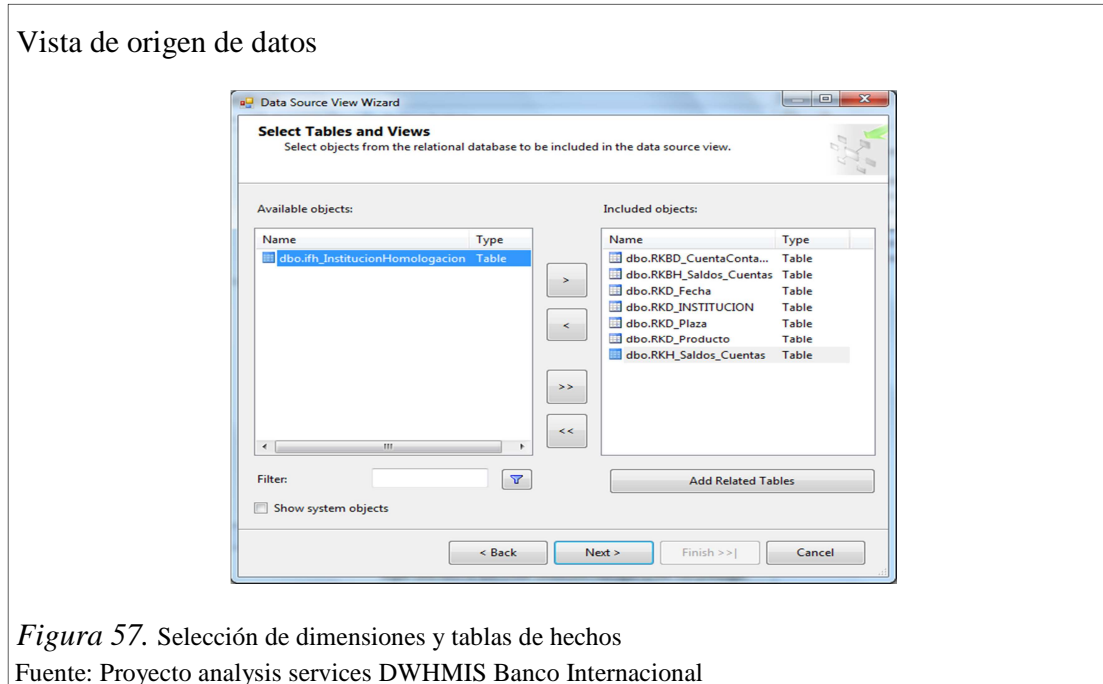 Vista de origen de datos
Data Source View Wizard
Select Tables and Views
Select objects from the relational database to be included in the data source view.
Available objects:
Name Type
dbo.ifh_InstitucionHomologacion Table
>
<
>>
<<
Included objects:
Name Type
dbo.RKBD_CuentaConta... Table
dbo.RKBH_Saldos_Cuentas Table
dbo.RKD_Fecha Table
dbo.RKD_INSTITUCION Table
dbo.RKD_Plaza Table
dbo.RKD_Producto Table
dbo.RKH_Saldos_Cuentas Table
Filter:
Add Related Tables
Show system objects
< Back Next > Finish >>| Cancel
Figura 57. Selección de dimensiones y tablas de hechos
Fuente: Proyecto analysis services DWHMIS Banco Internacional